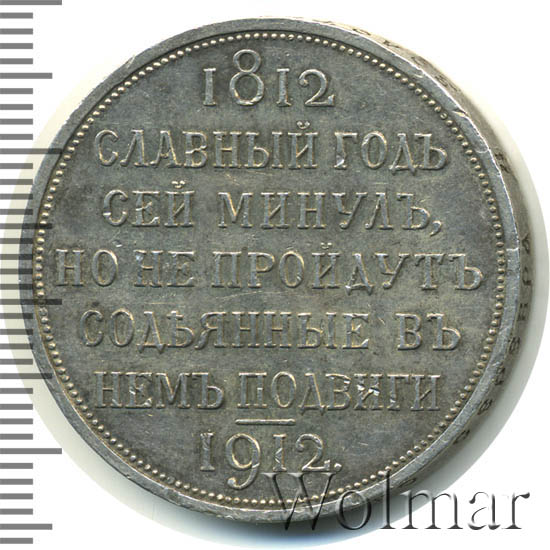 1812
СЛАВНЫЙ ГОДЪ
СЕЙ МИНУЛЪ,
НО НЕ ПРОЙДУТЪ
СОДѢЯННЫЕ ВЪ
НЕМЪ ПОДВИГИ
1912.
Wolmar